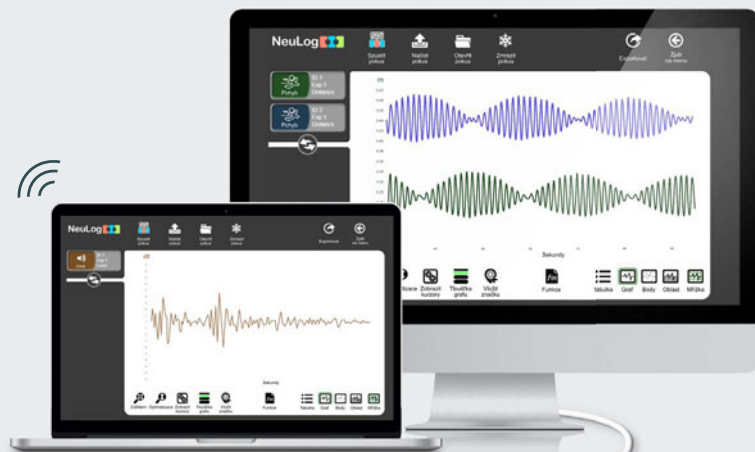 NeuLog
Spustit
pokus
Načíst
pokus
Otevřít
pokus
Zmrazit
pokus
Exportovat
Zpět
na menu
Pohyb
ID 1
Exp 1
Distance
Pohyb
ID 2
Exp 1
Distance
m
Sekundy
Zobrazit
kurzory
Tloušťka
grafu
Vložit
značku
Funkce
Tabulka
Graf
Body
Oblast
Mřížka
NeuLog
Spustit
pokus
Načíst
pokus
Otevřít
pokus
Zmrazit
pokus
Exportovat
Zpět
na menu
ID 1
Exp 1
dB
Sekundy
Zvětšení
Optimalizace
Zobrazit
kurzory
Tloušťka
grafu
Vložit
značku
Funkce
Tabulka
Graf
Body
Oblast
Mřížka